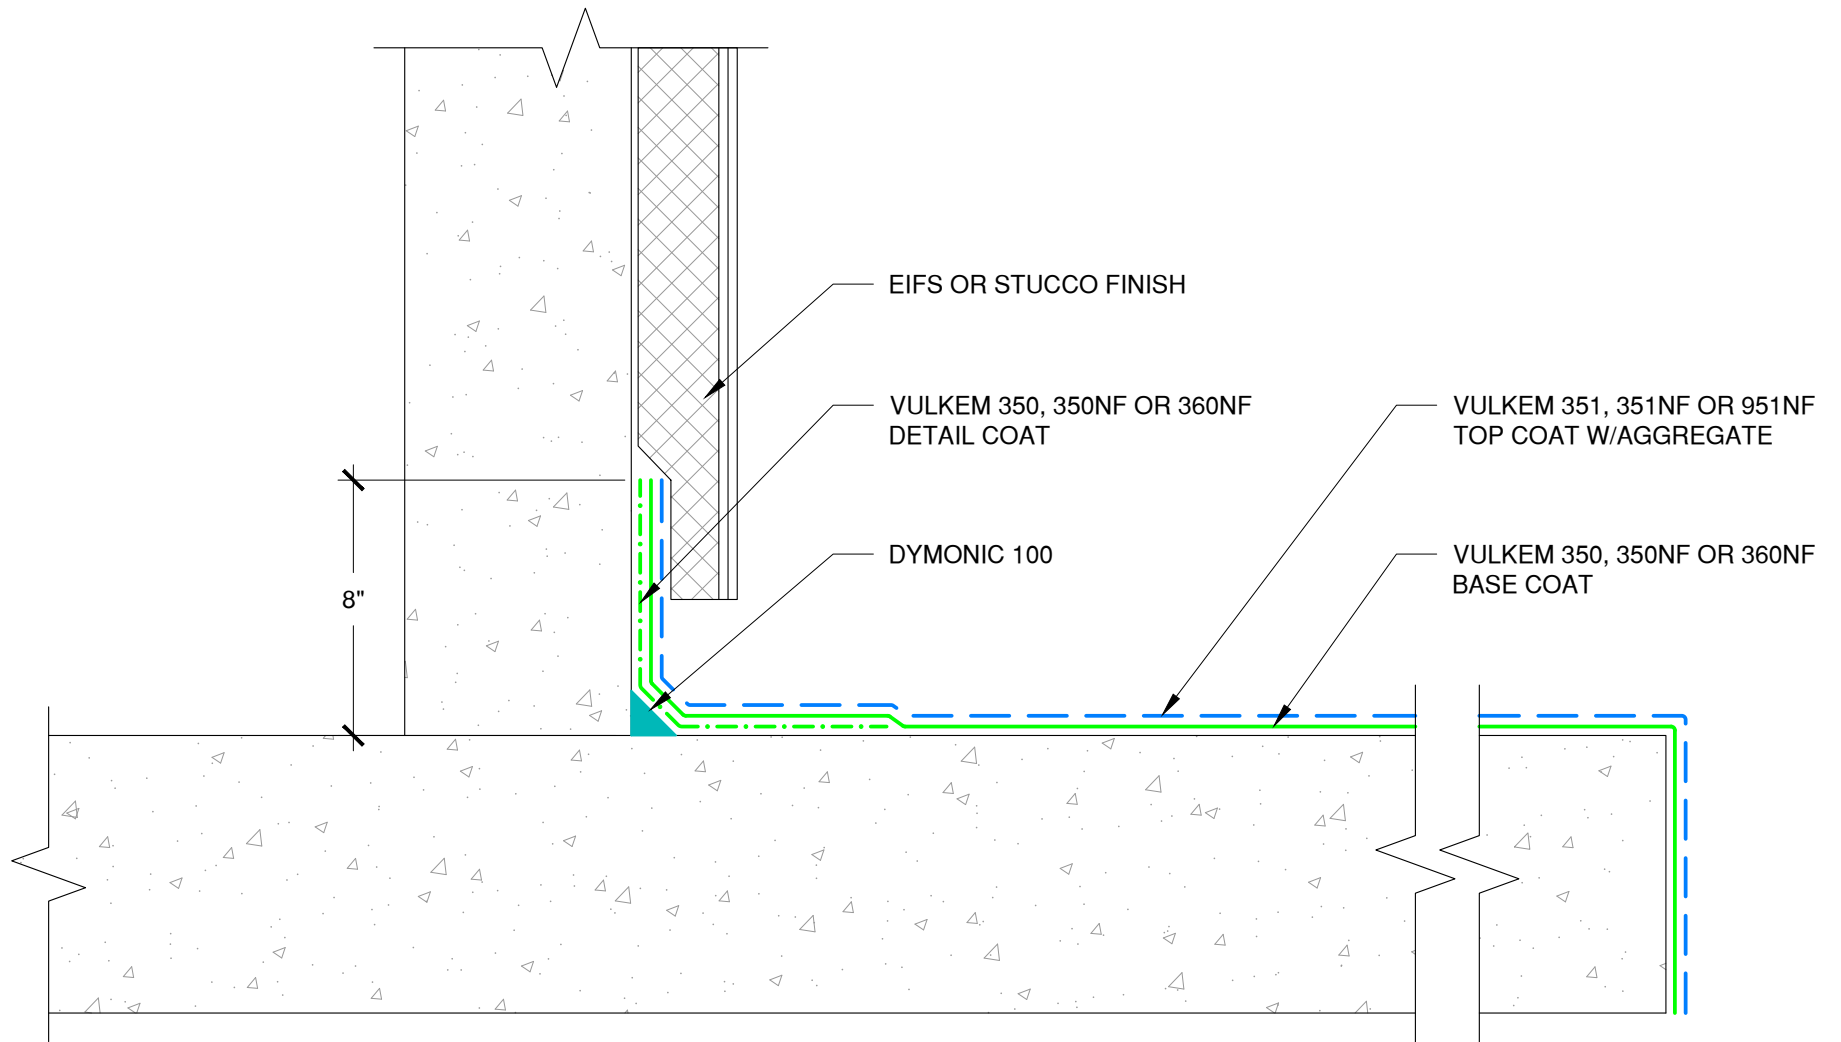 EIFS OR STUCCO FINISH
VULKEM 350, 350NF OR 360NF
DETAIL COAT
VULKEM 351, 351NF OR 951NF
TOP COAT W/AGGREGATE
DYMONIC 100
VULKEM 350, 350NF OR 360NF
BASE COAT
8"